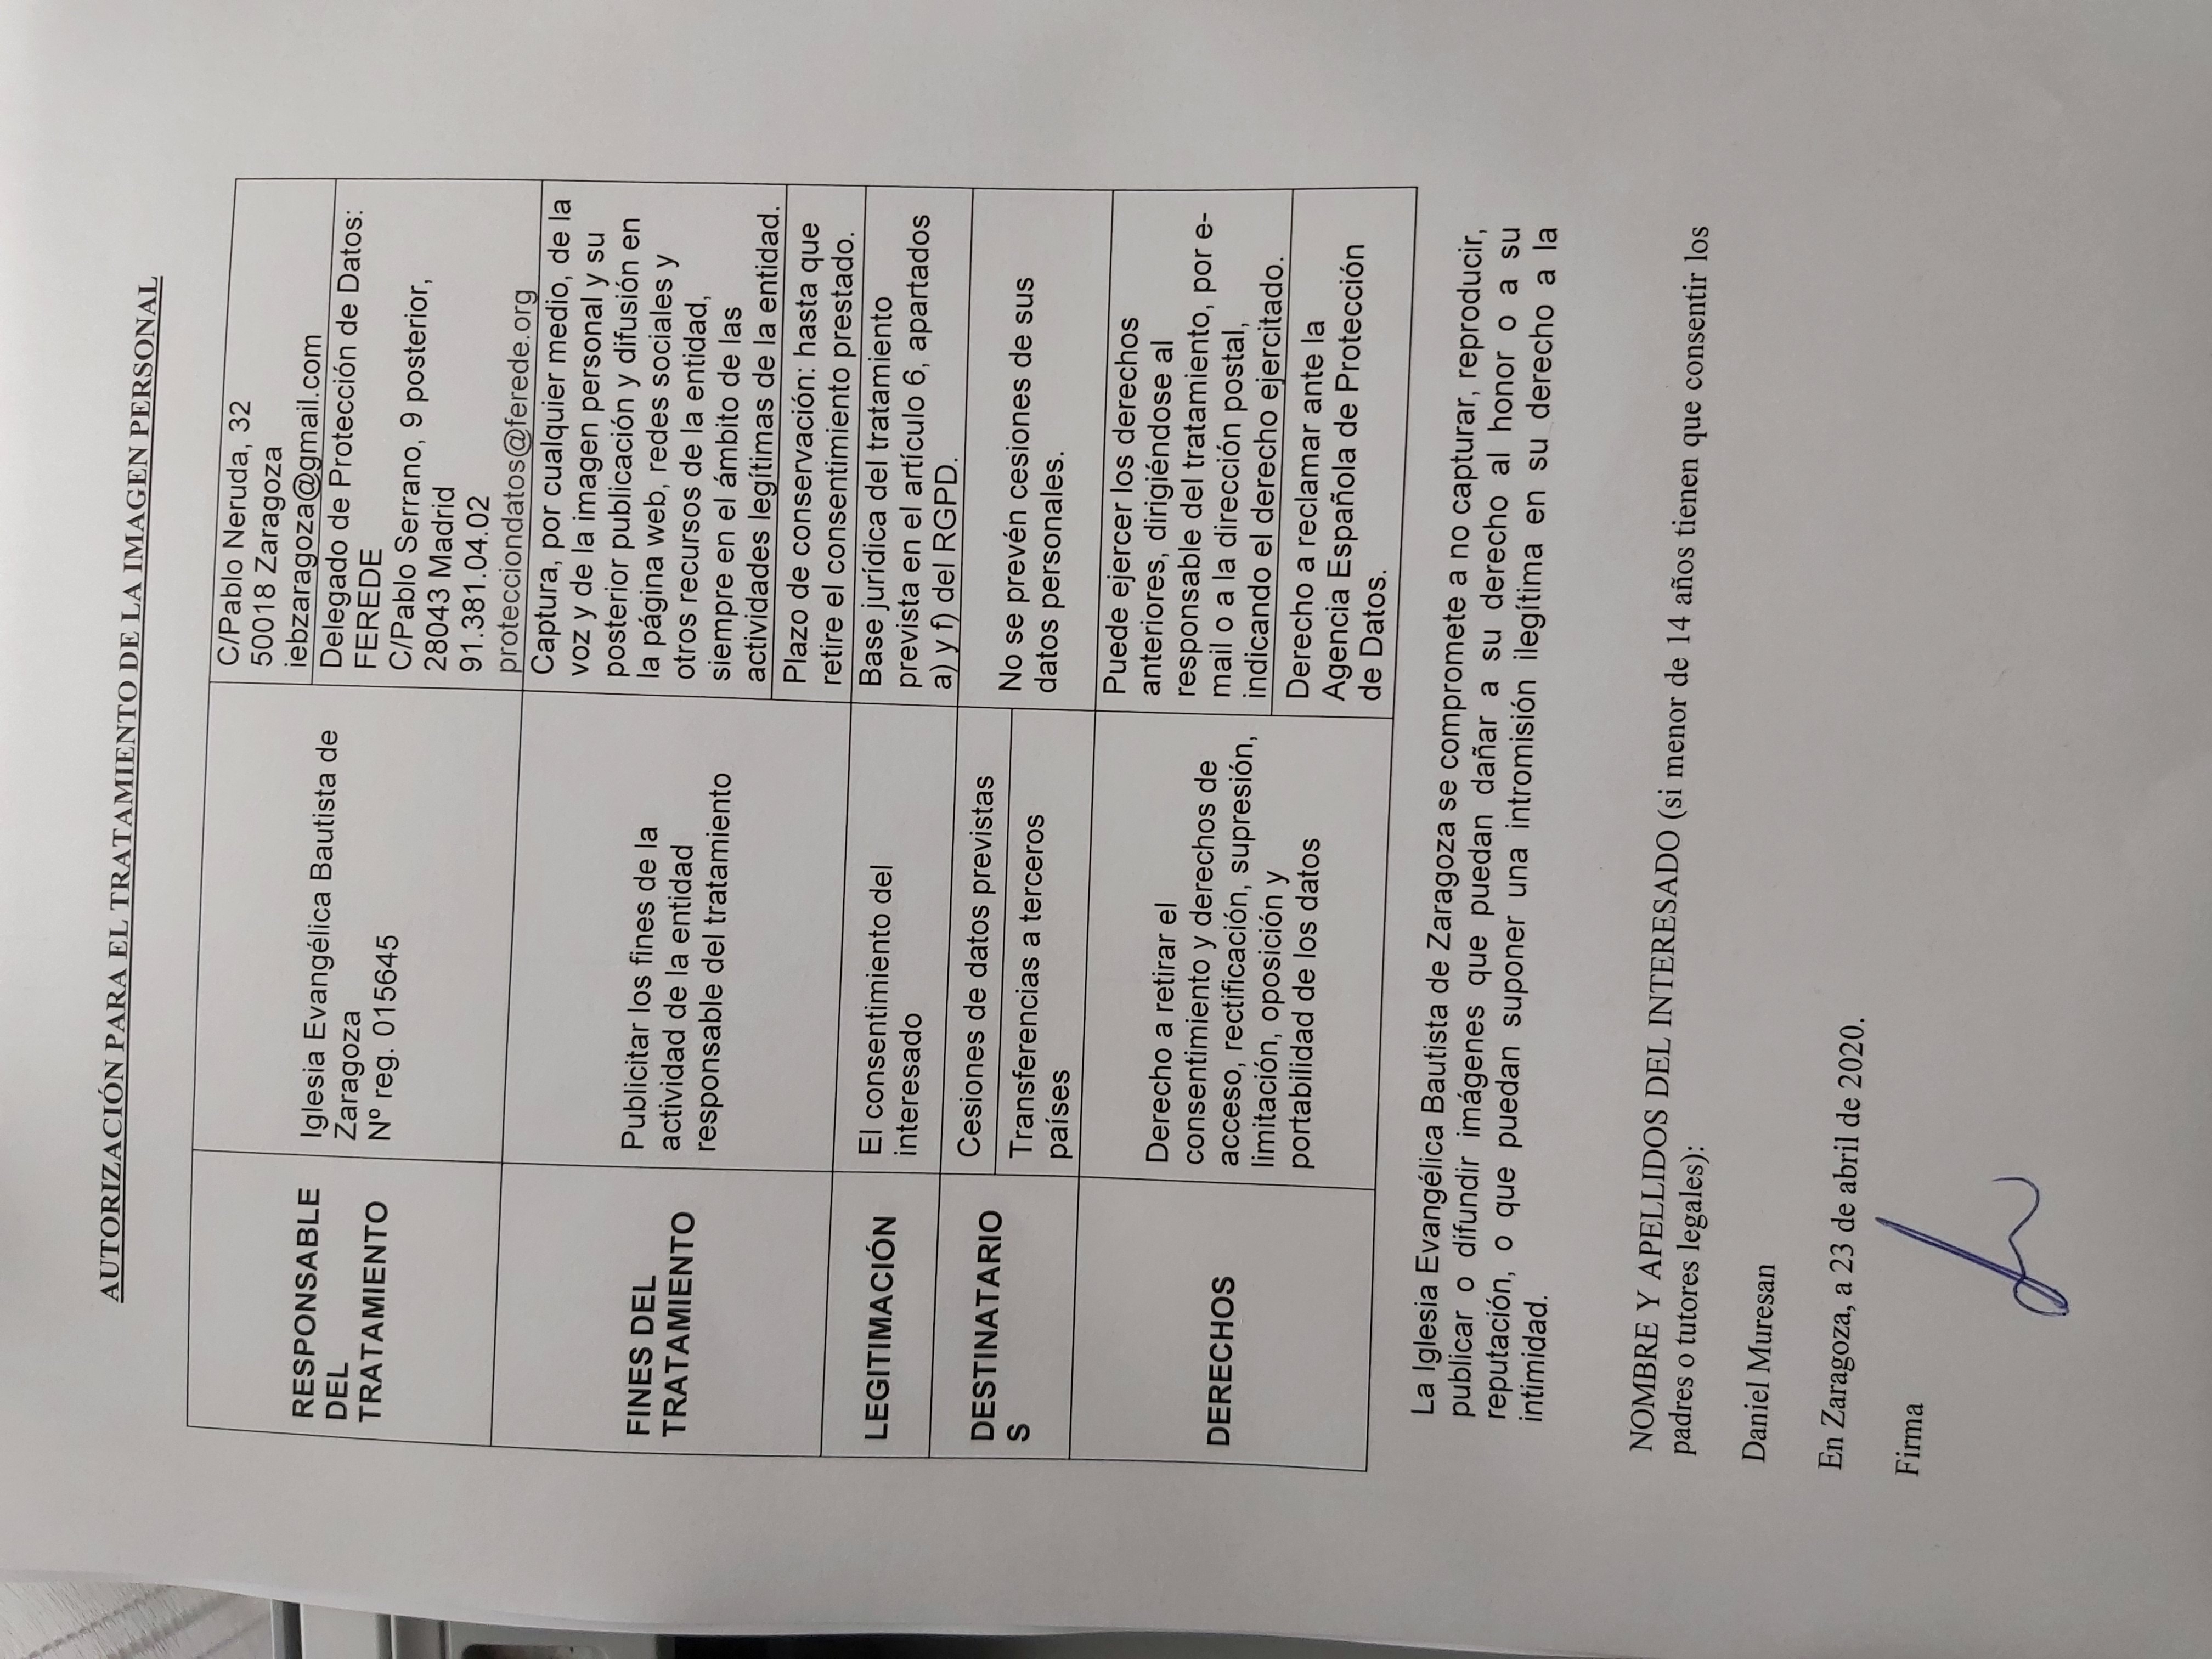 AUTORIZACIÓN PARA EL TRATAMIENTO DE LA IMAGEN PERSONAL
RESPONSABLE
DEL
TRATAMIENTO
Iglesia Evangélica Bautista de
Zaragoza
Nº reg. 015645
C/Pablo Neruda, 32
50018 Zaragoza
iebzaragoza@gmail.com
Delegado de Protección de Datos:
FEREDE
C/Pablo Serrano, 9 posterior,
28043 Madrid
91.381.04.02
protecciondatos@ferede.org
FINES DEL
TRATAMIENTO
Publicitar los fines de la
actividad de la entidad
responsable del tratamiento
Captura, por cualquier medio, de la
voz y de la imagen personal y su
posterior publicación y difusión en
la página web, redes sociales y
otros recursos de la entidad,
siempre en el ámbito de las
actividades legítimas de la entidad.
Plazo de conservación: hasta que
retire el consentimiento prestado.
LEGITIMACIÓN
El consentimiento del
interesado
Base jurídica del tratamiento
prevista en el artículo 6, apartados
a) y f) del RGPD.
DESTINATARIO
S
Cesiones de datos previstas
Transferencias a terceros
países
No se prevén cesiones de sus
datos personales.
DERECHOS
Derecho a retirar el
consentimiento y derechos de
acceso, rectificación, supresión,
limitación, oposición y
portabilidad de los datos
Puede ejercer los derechos
anteriores, dirigiéndose al
responsable del tratamiento, por e-
mail o a la dirección postal,
indicando el derecho ejercitado.
Derecho a reclamar ante la
Agencia Española de Protección
de Datos.
La Iglesia Evangélica Bautista de Zaragoza se compromete a no capturar, reproducir,
publicar o difundir imágenes que puedan dañar a su derecho al honor o a su
reputación, o que puedan suponer una intromisión ilegítima en su derecho a la
intimidad.
NOMBRE Y APELLIDOS DEL INTERESADO (si menor de 14 años tienen que consentir los
padres o tutores legales):
Daniel Muresan
En Zaragoza, a 23 de abril de 2020.
Firma